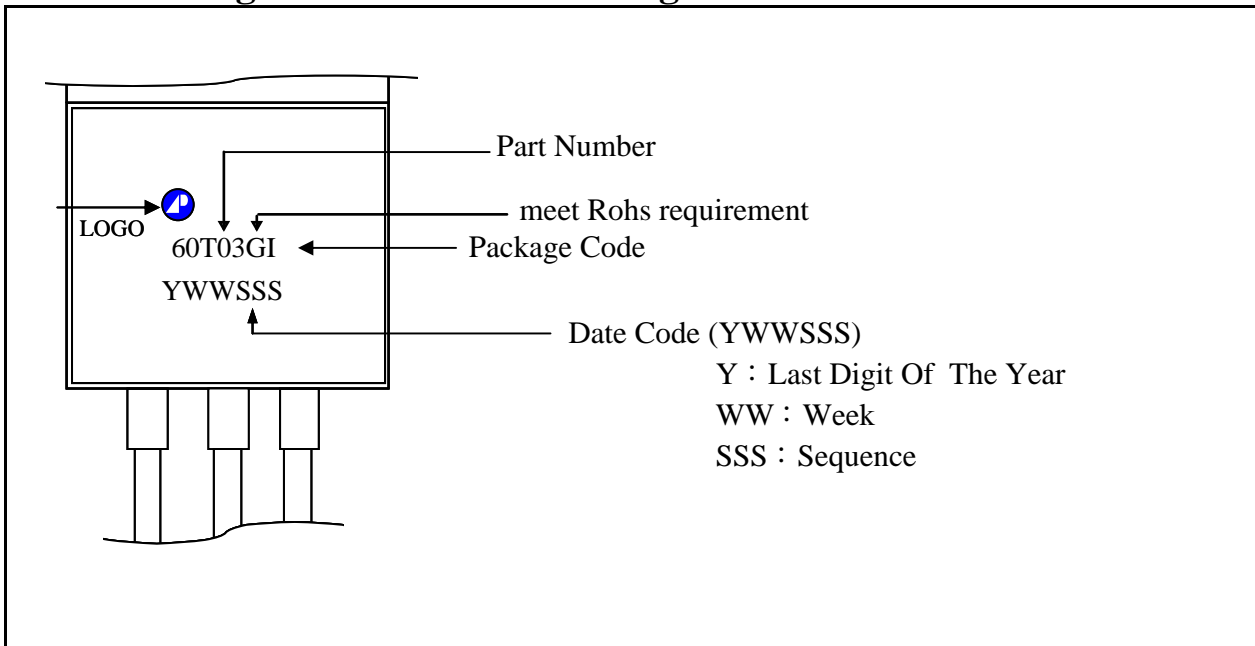 Part Number
meet Rohs requirement
LOGO
60T03GI
Package Code
YWWSSS
Date Code (YWWSSS)
Y：Last Digit Of The Year
WW：Week
SSS：Sequence